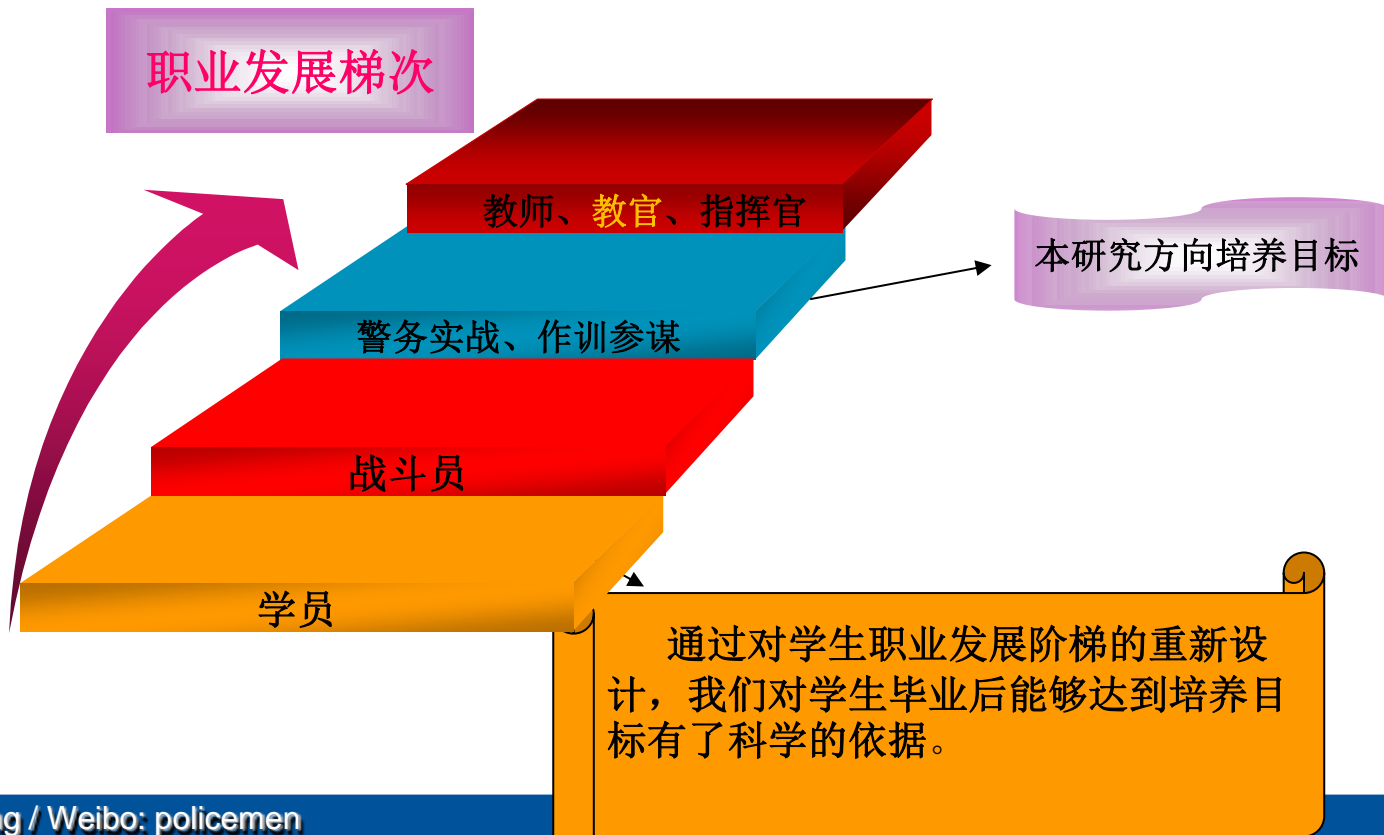 职业发展梯次
教师、教官、指挥官
本研究方向培养目标
警务实战、作训参谋
战斗员
学员
通过对学生职业发展阶梯的重新设
计，我们对学生毕业后能够达到培养目
标有了科学的依据。
/ Weibo: policemen